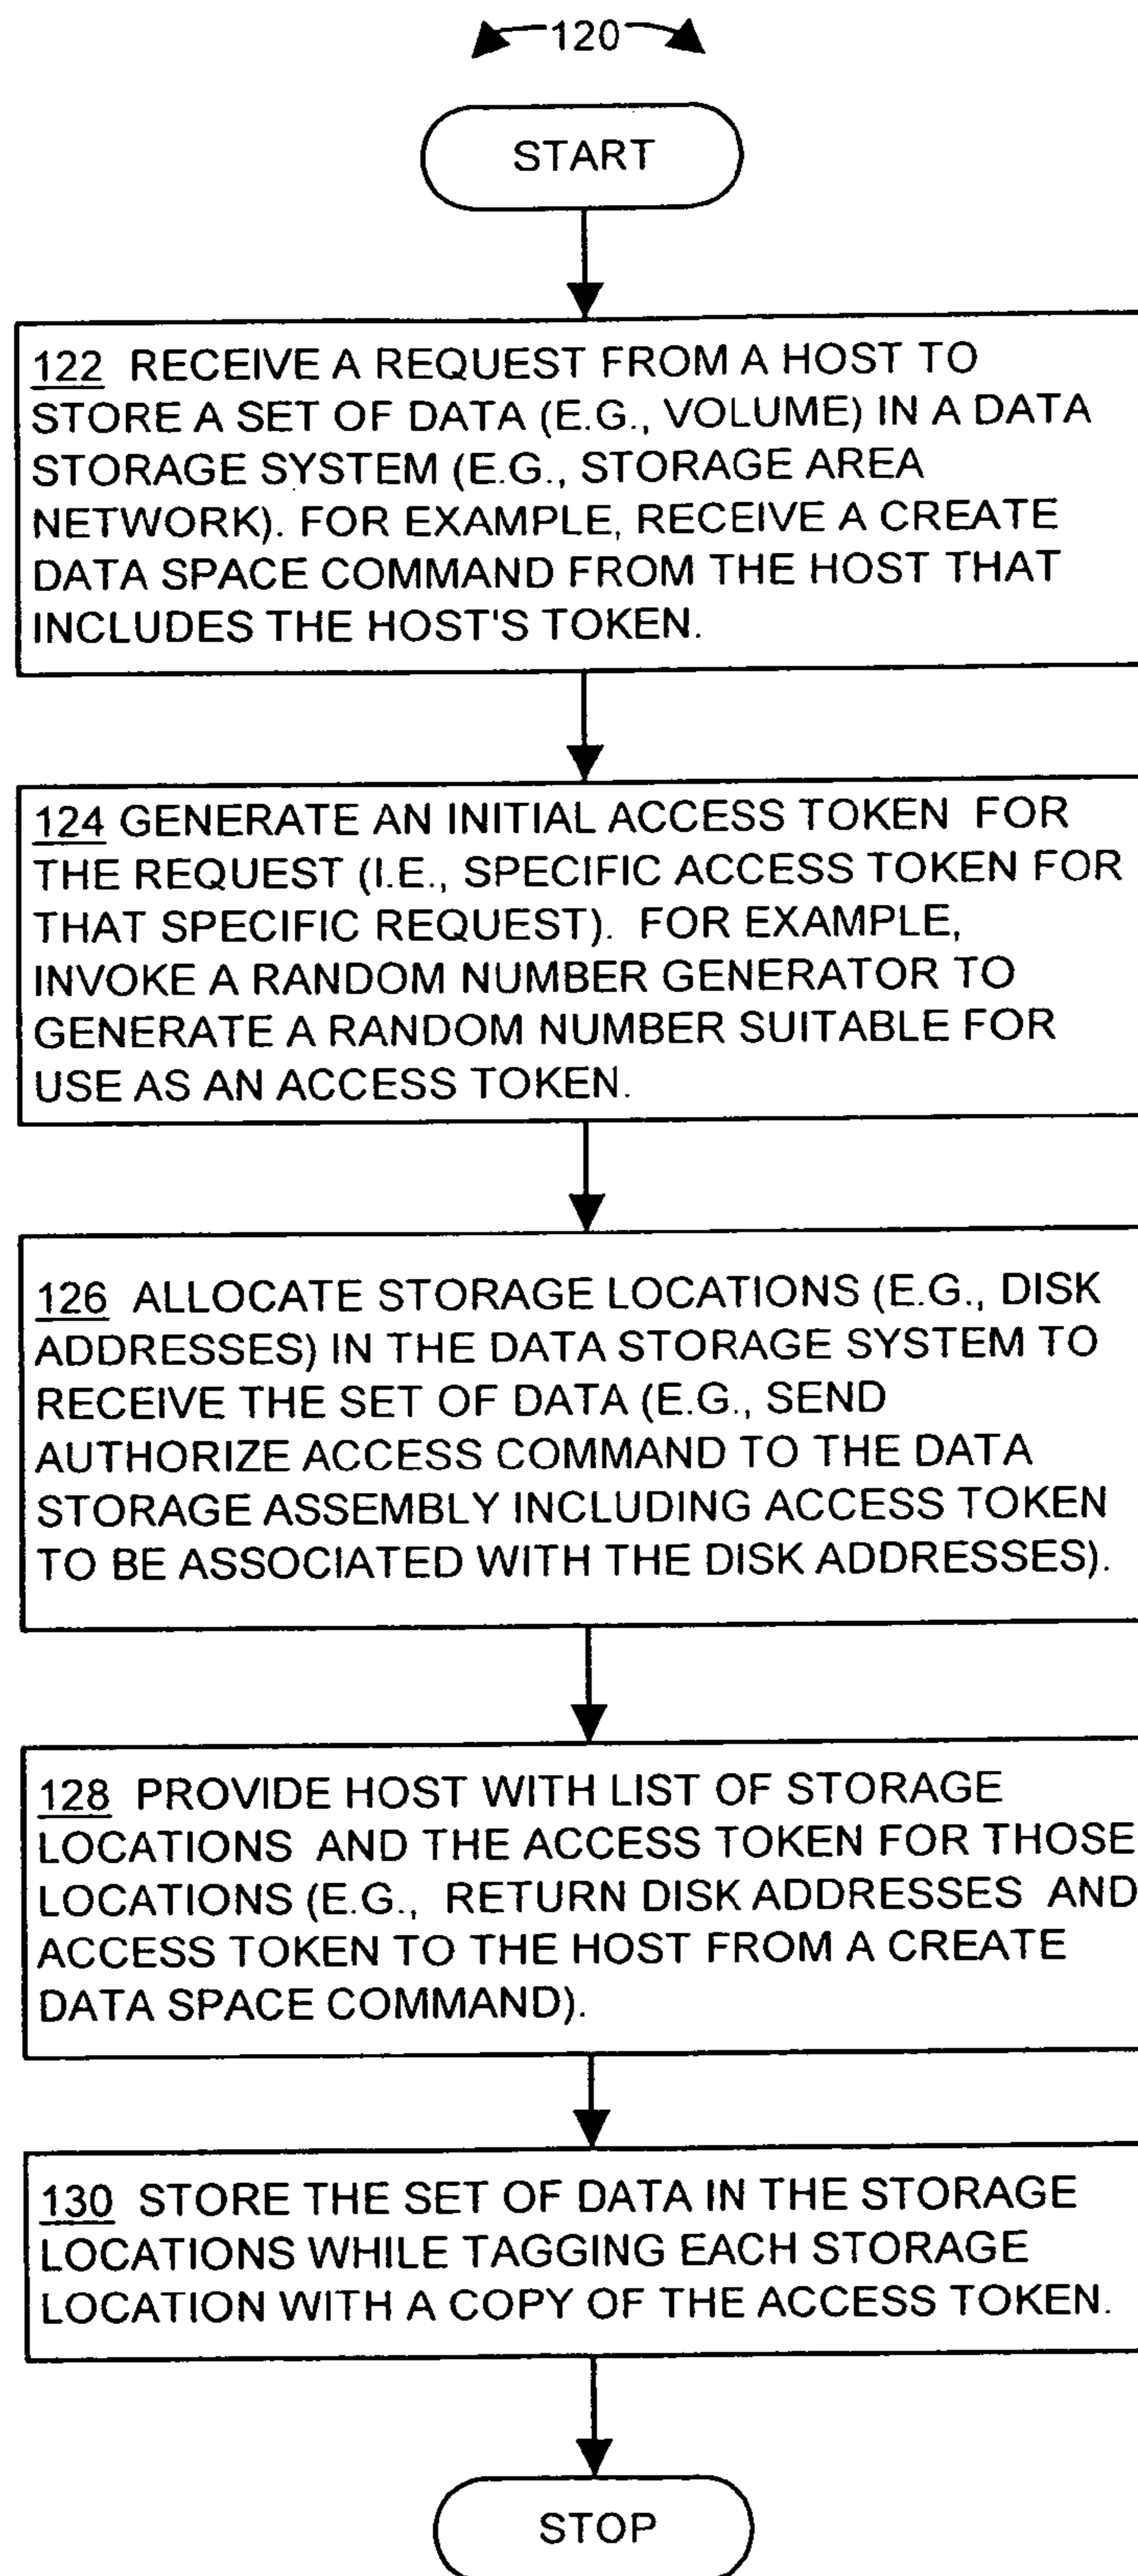 120
START
122 RECEIVE A REQUEST FROM A HOST TO
STORE A SET OF DATA (E.G., VOLUME) IN A DATA
STORAGE SYSTEM (E.G., STORAGE AREA
NETWORK). FOR EXAMPLE, RECEIVE A CREATE
DATA SPACE COMMAND FROM THE HOST THAT
INCLUDES THE HOST'S TOKEN.
124 GENERATE AN INITIAL ACCESS TOKEN FOR
THE REQUEST (I.E., SPECIFIC ACCESS TOKEN FOR
THAT SPECIFIC REQUEST). FOR EXAMPLE,
INVOKE A RANDOM NUMBER GENERATOR TO
GENERATE A RANDOM NUMBER SUITABLE FOR
USE AS AN ACCESS TOKEN.
126 ALLOCATE STORAGE LOCATIONS (E.G., DISK
ADDRESSES) IN THE DATA STORAGE SYSTEM TO
RECEIVE THE SET OF DATA (E.G., SEND
AUTHORIZE ACCESS COMMAND TO THE DATA
STORAGE ASSEMBLY INCLUDING ACCESS TOKEN
TO BE ASSOCIATED WITH THE DISK ADDRESSES).
128 PROVIDE HOST WITH LIST OF STORAGE
LOCATIONS AND THE ACCESS TOKEN FOR THOSE
LOCATIONS (E.G., RETURN DISK ADDRESSES AND
ACCESS TOKEN TO THE HOST FROM A CREATE
DATA SPACE COMMAND).
130 STORE THE SET OF DATA IN THE STORAGE
LOCATIONS WHILE TAGGING EACH STORAGE
LOCATION WITH A COPY OF THE ACCESS TOKEN.
STOP